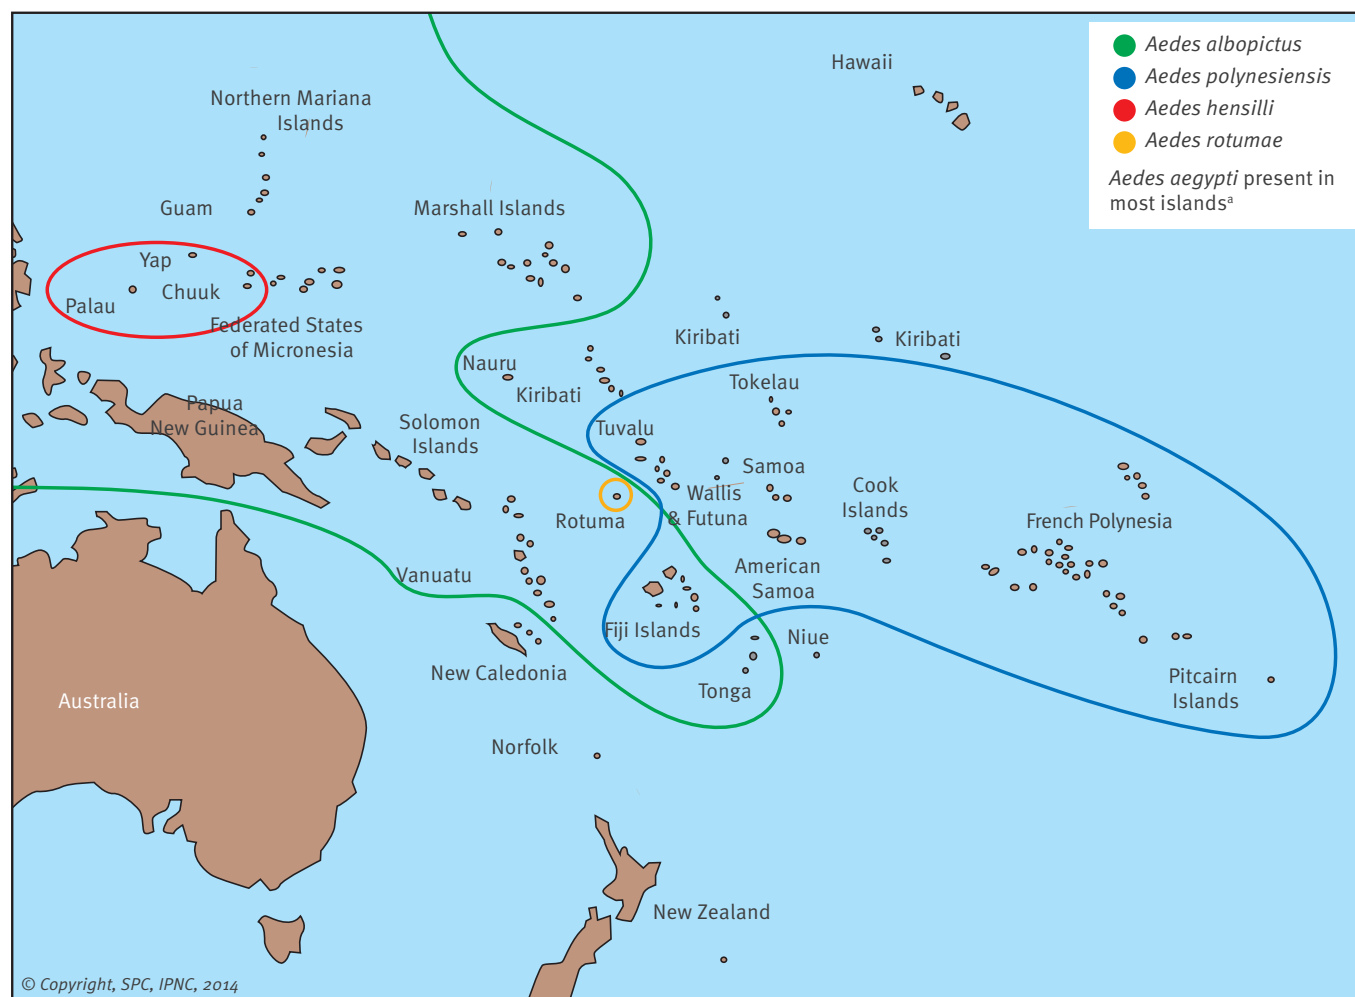 Aedes albopictus
Aedes polynesiensis
Aedes hensilli
Aedes rotumae
Aedes aegypti present in
most islandsᵃ
Hawaii
Northern Mariana
Islands
Guam
Marshall Islands
Yap
Chuuk
Palau
Federated States
of Micronesia
Kiribati
Kiribati
Nauru
Kiribati
Tokelau
Papua
New Guinea
Solomon
Islands
Tuvalu
Samoa
Wallis
& Futuna
Cook
Islands
Rotuma
French Polynesia
Vanuatu
American
Samoa
Fiji Islands
Niue
New Caledonia
Tonga
Pitcairn
Islands
Australia
Norfolk
New Zealand
© Copyright, SPC, IPNC, 2014